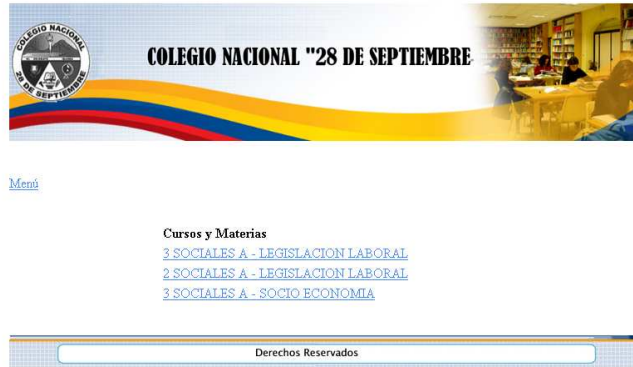 COLEGIO NACIONAL
28 DE SEPTIEMBRE
COLEGIO NACIONAL "28 DE SEPTIEMBRE
Menú
Cursos y Materias
3 SOCIALES A - LEGISLACION LABORAL
2 SOCIALES A - LEGISLACION LABORAL
3 SOCIALES A - SOCIO ECONOMIA
Derechos Reservados